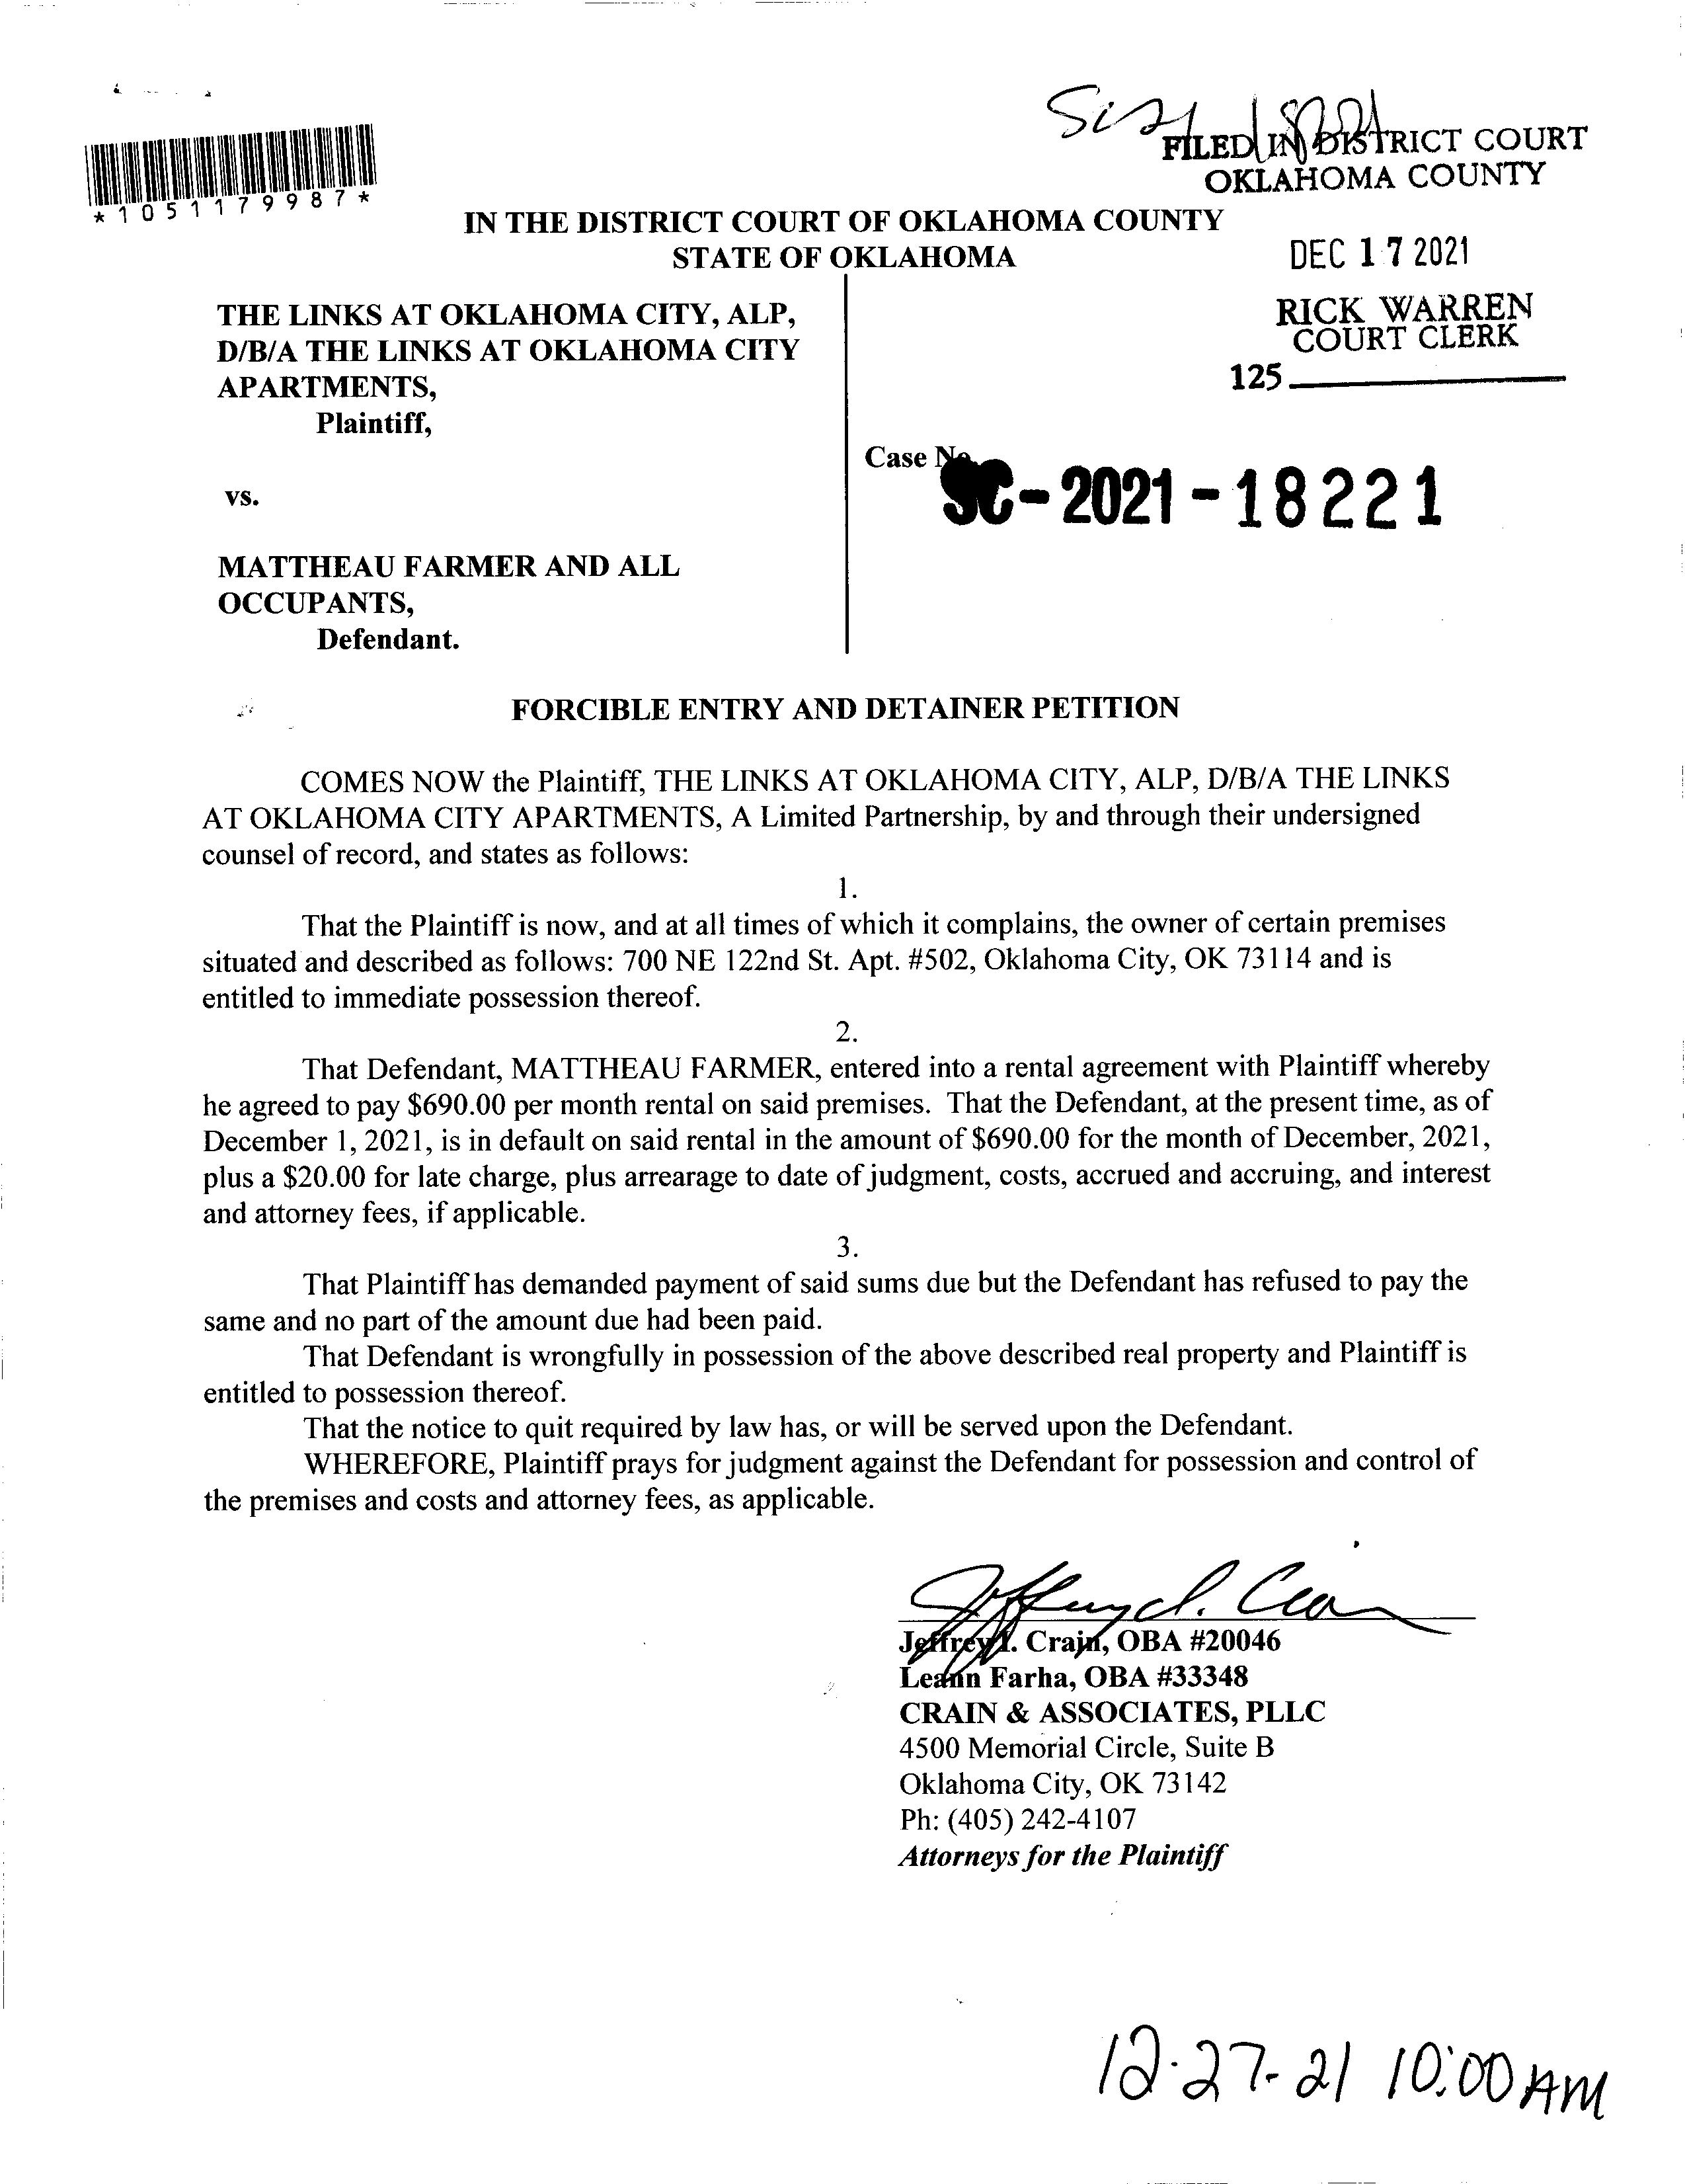 *1051179987*
FILED IN DISTRICT COURT
OKLAHOMA COUNTY
IN THE DISTRICT COURT OF OKLAHOMA COUNTY
STATE OF OKLAHOMA
DEC 17 2021
RICK WARREN
COURT CLERK
125
THE LINKS AT OKLAHOMA CITY, ALP,
D/B/A THE LINKS AT OKLAHOMA CITY
APARTMENTS,
Plaintiff,
Case No.
SC-2021-18221
vs.
MATTHEAU FARMER AND ALL
OCCUPANTS,
Defendant.
FORCIBLE ENTRY AND DETAINER PETITION
COMES NOW the Plaintiff, THE LINKS AT OKLAHOMA CITY, ALP, D/B/A THE LINKS
AT OKLAHOMA CITY APARTMENTS, A Limited Partnership, by and through their undersigned
counsel of record, and states as follows:
1.
That the Plaintiff is now, and at all times of which it complains, the owner of certain premises
situated and described as follows: 700 NE 122nd St. Apt. #502, Oklahoma City, OK 73114 and is
entitled to immediate possession thereof.
2.
That Defendant, MATTHEAU FARMER, entered into a rental agreement with Plaintiff whereby
he agreed to pay $690.00 per month rental on said premises. That the Defendant, at the present time, as of
December 1, 2021, is in default on said rental in the amount of $690.00 for the month of December, 2021,
plus a $20.00 for late charge, plus arrearage to date of judgment, costs, accrued and accruing, and interest
and attorney fees, if applicable.
3.
That Plaintiff has demanded payment of said sums due but the Defendant has refused to pay the
same and no part of the amount due had been paid.
That Defendant is wrongfully in possession of the above described real property and Plaintiff is
entitled to possession thereof.
That the notice to quit required by law has, or will be served upon the Defendant.
WHEREFORE, Plaintiff prays for judgment against the Defendant for possession and control of
the premises and costs and attorney fees, as applicable.
Jeffrey I. Crain, OBA #20046
Leann Farha, OBA #33348
CRAIN & ASSOCIATES, PLLC
4500 Memorial Circle, Suite B
Oklahoma City, OK 73142
Ph: (405) 242-4107
Attorneys for the Plaintiff
12-27-21 10:00 AM